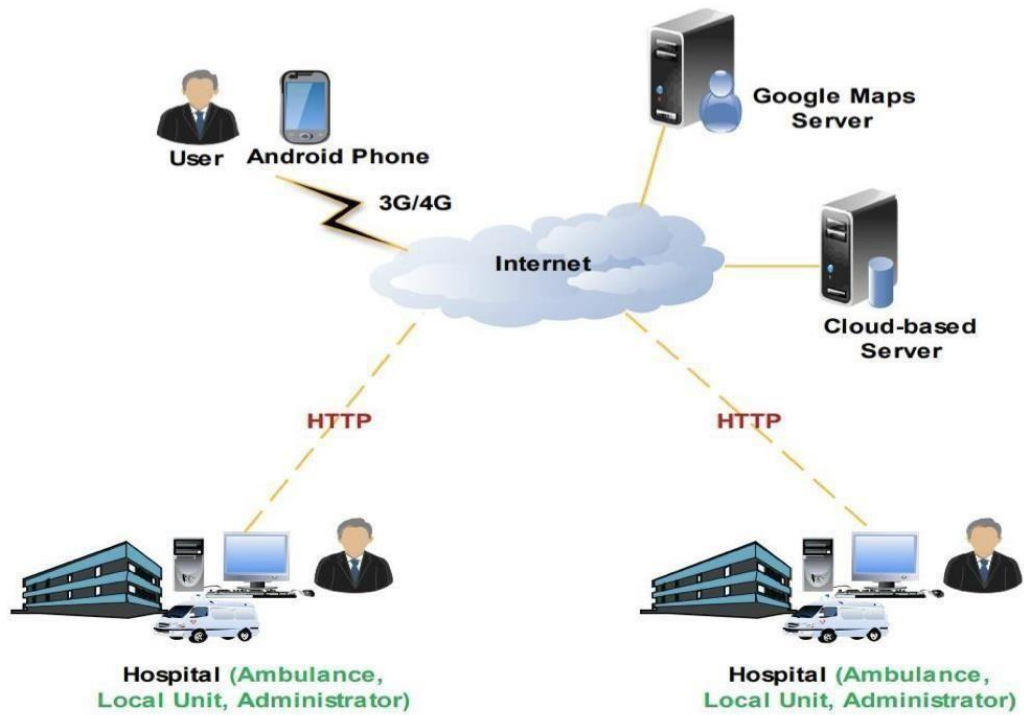 Google Maps
Server
User
Android Phone
3G/4G
Internet
Cloud-based
Server
HTTP
HTTP
Hospital (Ambulance,
Local Unit, Administrator)
Hospital (Ambulance,
Local Unit, Administrator)